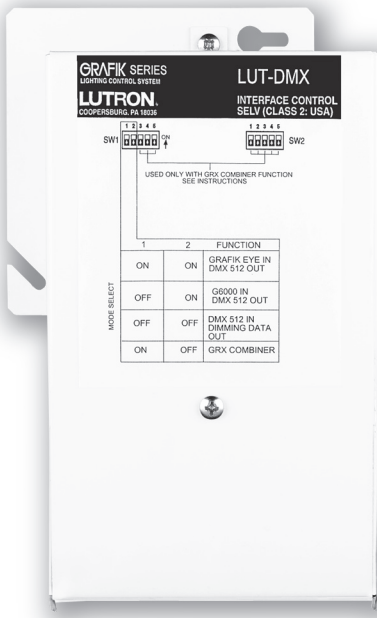 GRAFIK SERIES
LIGHTING CONTROL SYSTEM
LUTRON.
COOPERSBURG, PA 18036
LUT-DMX
INTERFACE CONTROL
SELV (CLASS 2: USA)
1 2 3 4 5
SW1
ON
1 2 3 4 5
SW2
USED ONLY WITH GRX COMBINER FUNCTION
SEE INSTRUCTIONS
MODE SELECT
1 2 FUNCTION
ON ON GRAFIK EYE IN
DMX 512 OUT
OFF ON G6000 IN
DMX 512 OUT
OFF OFF DMX 512 IN
DIMMING DATA
OUT
ON OFF GRX COMBINER